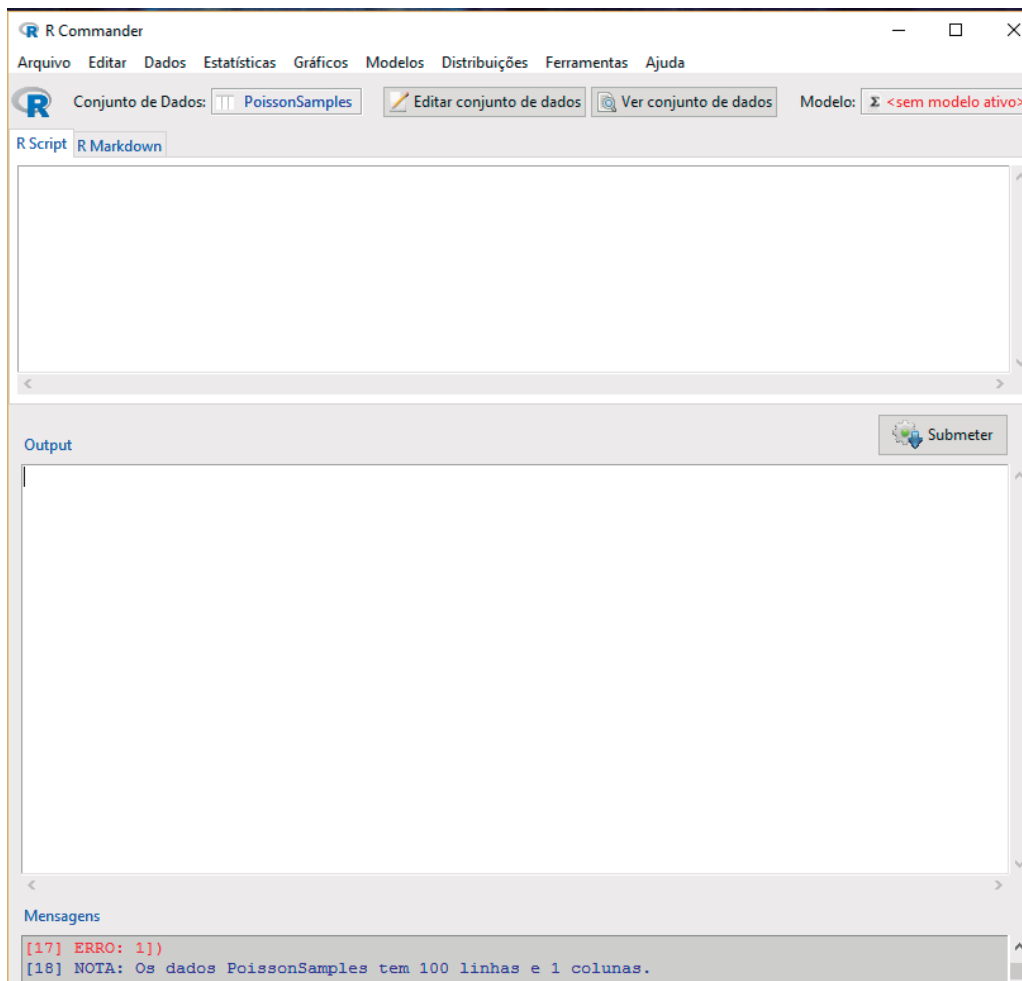 R Commander
Arquivo Editar Dados Estatísticas Gráficos Modelos Distribuições Ferramentas Ajuda
R Conjunto de Dados: PoissonSamples Editar conjunto de dados Ver conjunto de dados Modelo: Σ <sem modelo ativo>
R Script R Markdown
Submeter
Output
Mensagens
[17] ERRO: 1])
[18] NOTA: Os dados PoissonSamples tem 100 linhas e 1 colunas.